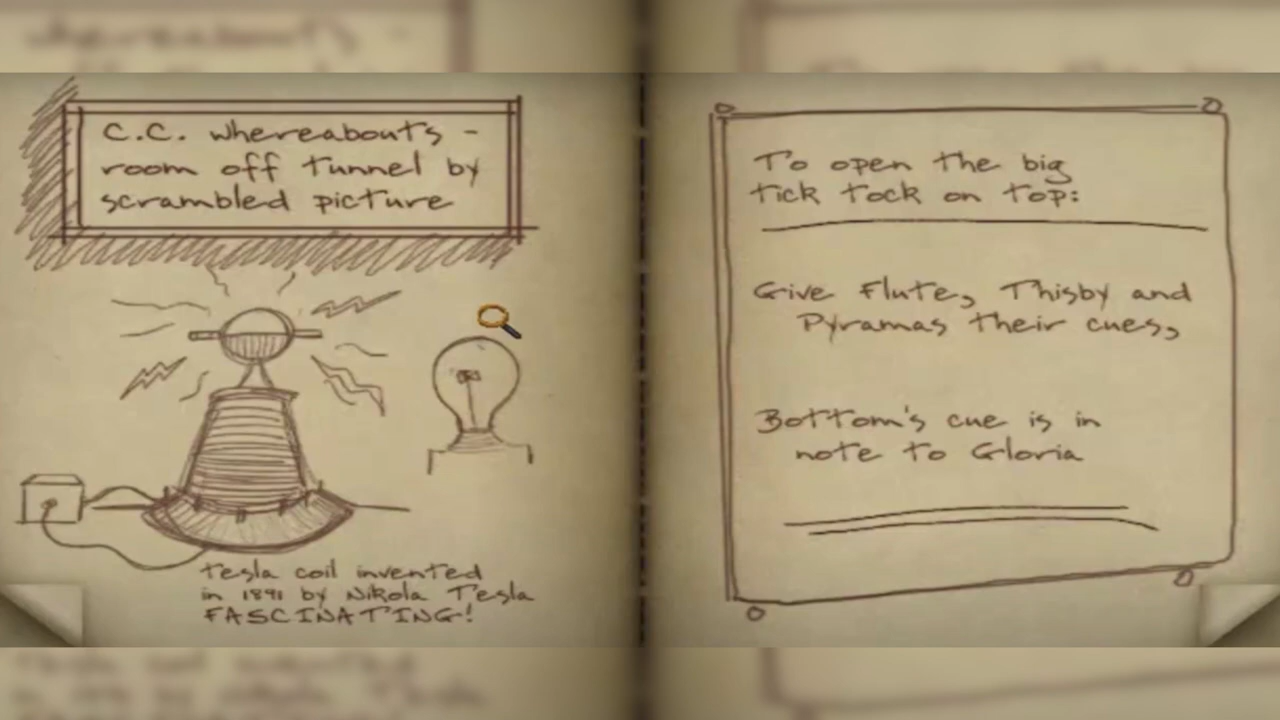 C.C. whereabouts -
room off tunnel by
scrambled picture
Tesla coil invented
in 1891 by Nikola Tesla
FASCINATING!
To open the big
tick tock on top:
Give Flute, Thisby and
Pyramas their cues,
Bottom's cue is in
note to Gloria